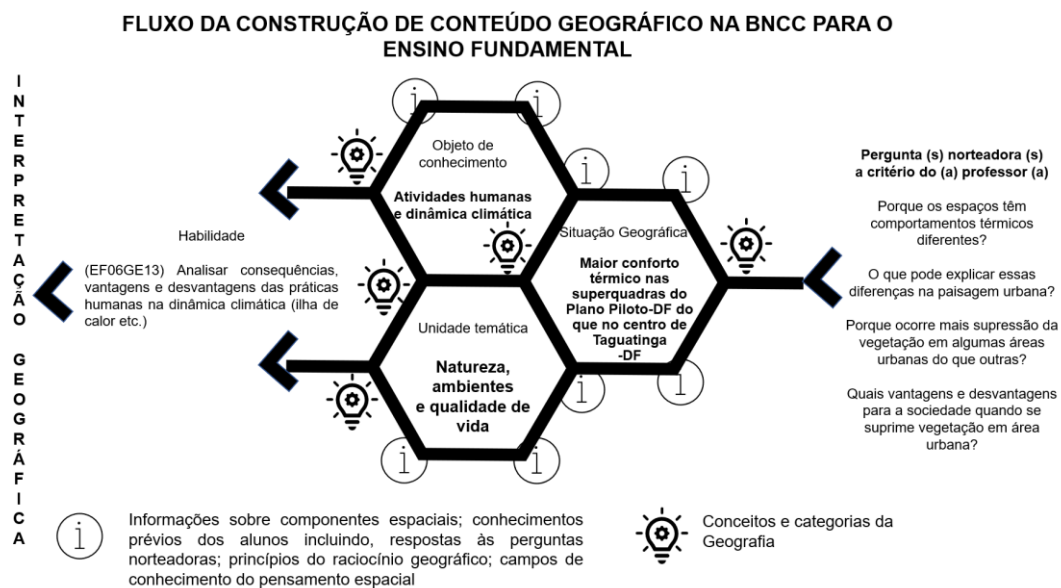 FLUXO DA CONSTRUÇÃO DE CONTEÚDO GEOGRÁFICO NA BNCC PARA O
ENSINO FUNDAMENTAL
INTERPRETAÇÃO GEOGRÁFICA
Habilidade
(EF06GE13) Analisar consequências,
vantagens e desvantagens das práticas
humanas na dinâmica climática (ilha de
calor etc.)
Objeto de
conhecimento
Atividades humanas
e dinâmica climática
Unidade temática
Natureza,
ambientes
e qualidade de
vida
Situação Geográfica
Maior conforto
térmico nas
superquadras do
Plano Piloto-DF do
que no centro de
Taguatinga
-DF
Pergunta (s) norteadora (s)
a critério do (a) professor (a)
Porque os espaços têm
comportamentos térmicos
diferentes?
O que pode explicar essas
diferenças na paisagem urbana?
Porque ocorre mais supressão da
vegetação em algumas áreas
urbanas do que outras?
Quais vantagens e desvantagens
para a sociedade quando se
suprime vegetação em área
urbana?
i
i
i
i
i
i
i
i
i
Informações sobre componentes espaciais; conhecimentos
prévios dos alunos incluindo, respostas às perguntas
norteadoras; princípios do raciocínio geográfico; campos de
conhecimento do pensamento espacial
Conceitos e categorias da
Geografia